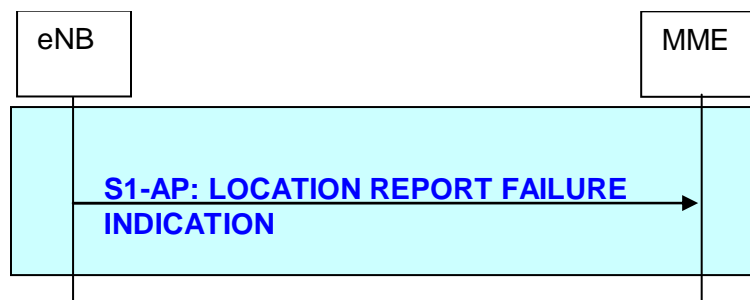 eNB
MME
S1-AP: LOCATION REPORT FAILURE
INDICATION